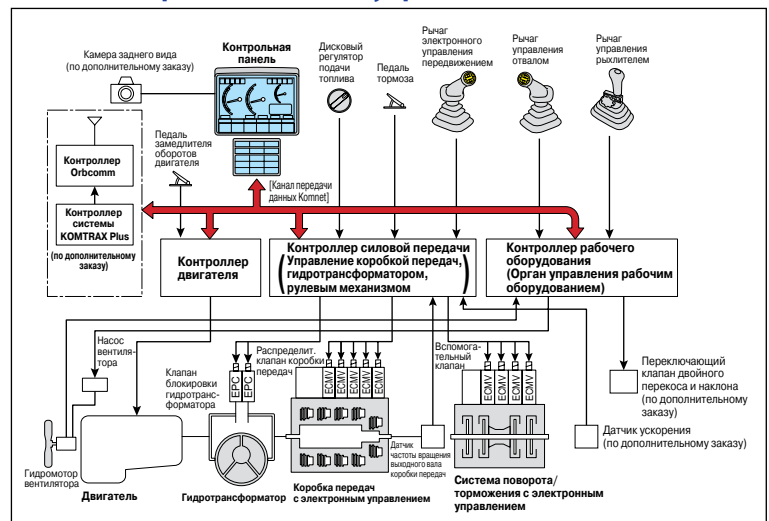 Камера заднего вида
(по дополнительному заказу)
Контрольная
панель
Дисковый
регулятор
подачи
топлива
Педаль
тормоза
Рычаг
электронного
управления
передвижением
Рычаг
управления
отвалом
Рычаг
управления
рыхлителем
Педаль
замедлителя
оборотов
двигателя
Контроллер
Orbcomm
Контроллер
системы
KOMTRAX Plus
(по дополнительному
заказу)
[Канал передачи
данных Komnet]
Контроллер
двигателя
Контроллер силовой передачи
(Управление коробкой передач,
гидротрансформатором,
рулевым механизмом)
Контроллер рабочего
оборудования
(Орган управления рабочим
оборудованием)
Насос
вентиля-
тора
Клапан
блокировки
гидротранс-
форматора
Распределит.
клапан коробки
передач
Вспомога-
тельный
клапан
EPC
EPC
ECMV
ECMV
ECMV
ECMV
ECMV
ECMV
ECMV
ECMV
ECMV
Переключающий
клапан двойного
перекоса и наклона
(по дополнительному
заказу)
Датчик ускорения
(по дополнительному заказу)
Датчик
частоты вращения
выходного вала
коробки передач
Гидромотор
вентилятора
Двигатель
Гидротрансформатор
Коробка передач
с электронным управлением
Система поворота/
торможения с электронным
управлением